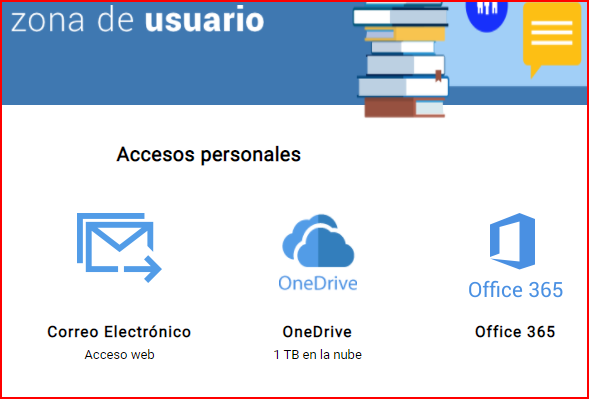 zona de usuario
Accesos personales
OneDrive
Office 365
Correo Electrónico
OneDrive
Office 365
Acceso web
1 TB en la nube